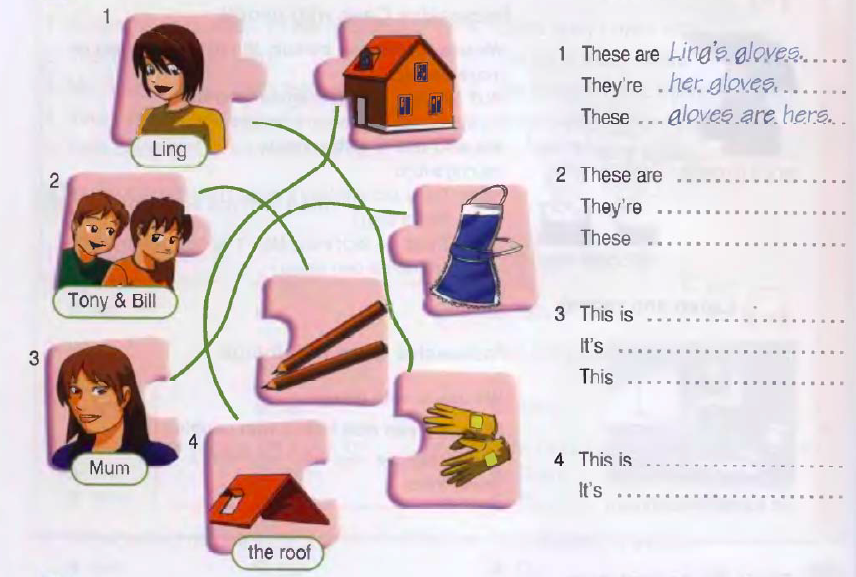 1
Ling
2
Tony & Bill
3
Mum
4
the roof
1 These are Ling's gloves.
They're her gloves.
These gloves are hers.
2 These are
They're
These
3 This is
It's
This
4 This is
It's